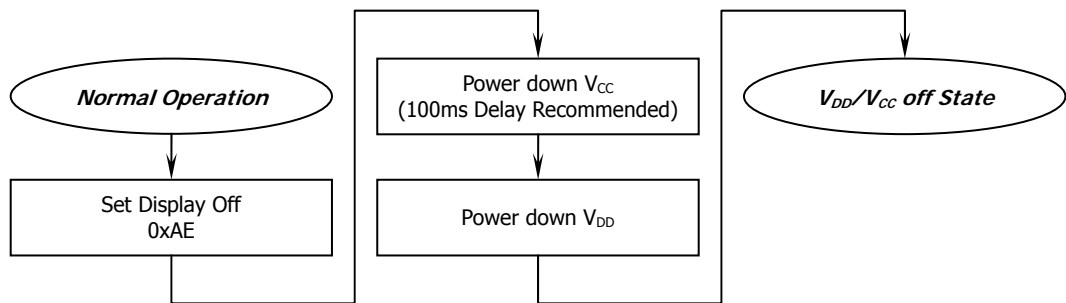 Normal Operation
Set Display Off
0xAE
Power down VCC
(100ms Delay Recommended)
Power down VDD
VDD/VCC off State